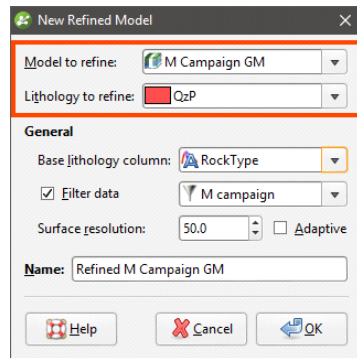 New Refined Model
Model to refine: M Campaign GM
Lithology to refine: QzP
General
Base lithology column: RockType
Filter data M campaign
Surface resolution: 50.0 Adaptive
Name: Refined M Campaign GM
Help Cancel OK